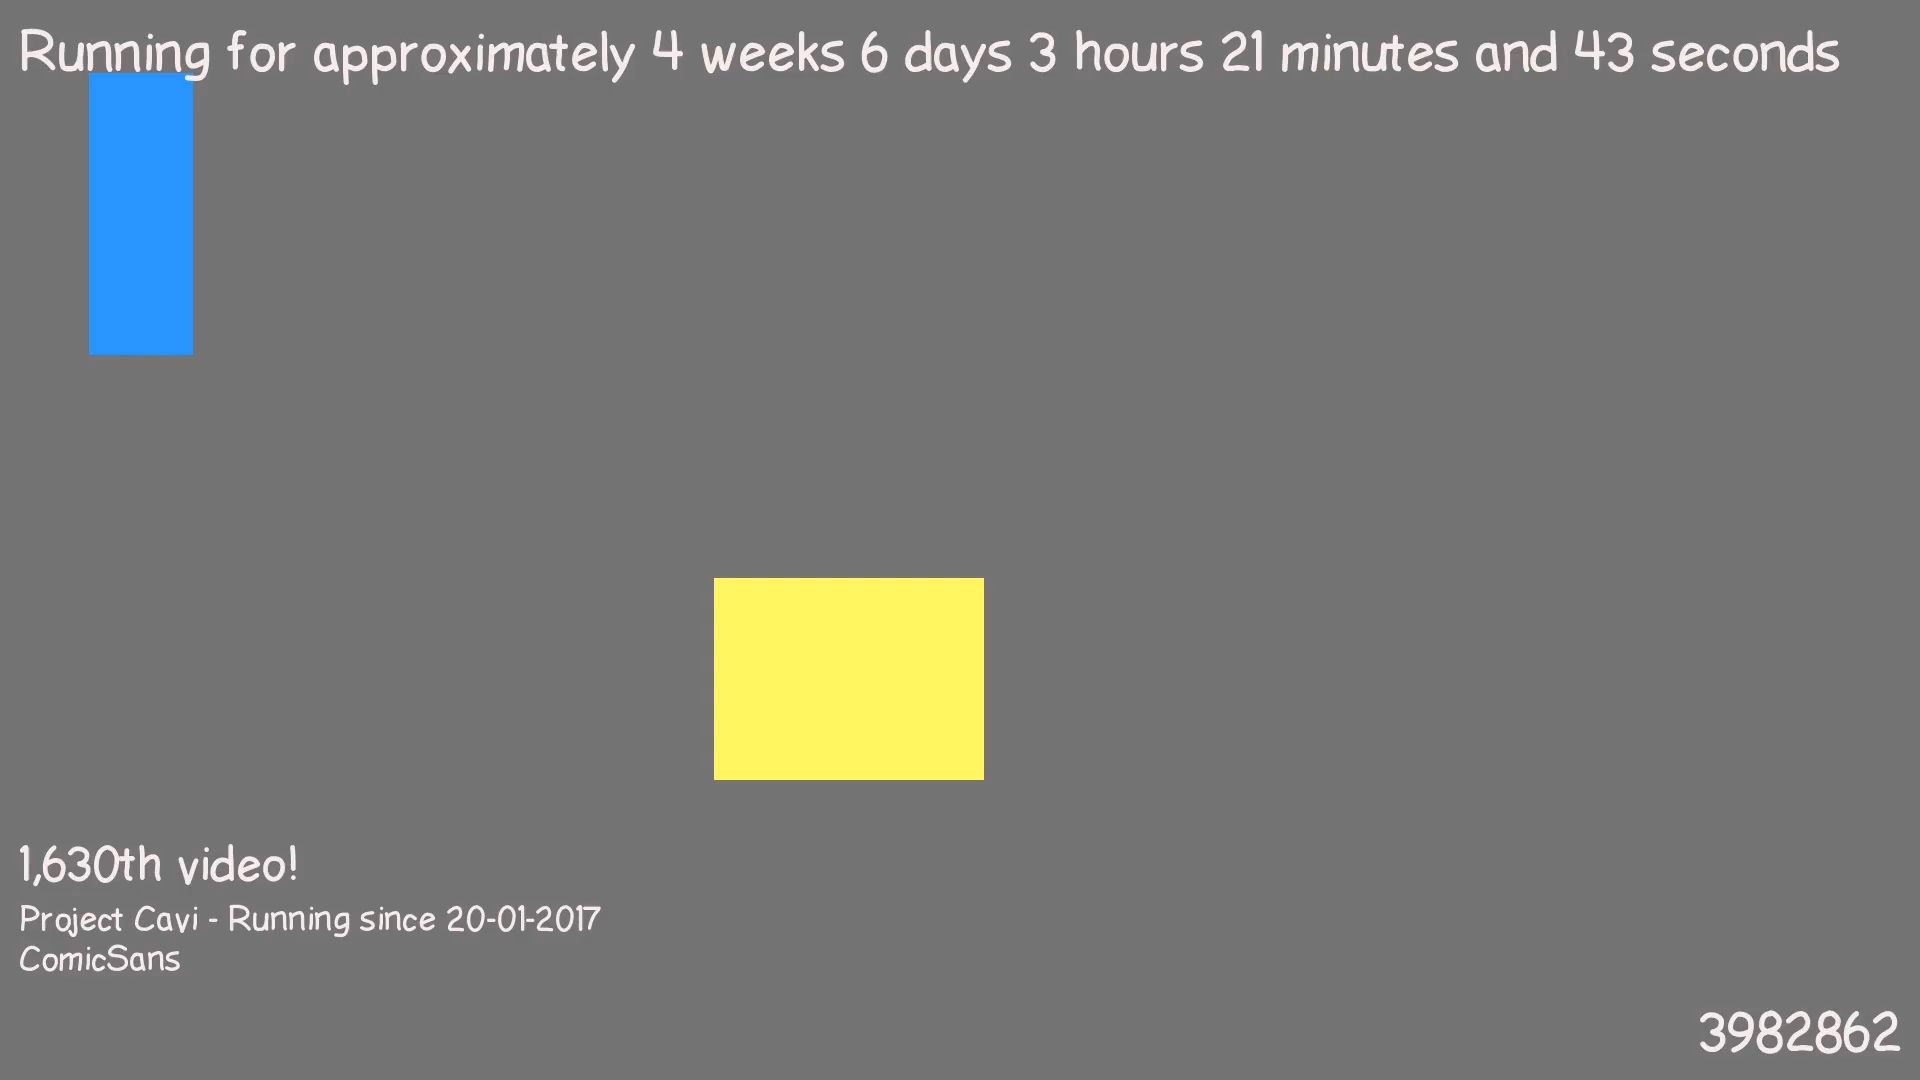 Running for approximately 4 weeks 6 days 3 hours 21 minutes and 43 seconds
1,630th video!
Project Cavi - Running since 20-01-2017
ComicSans
3982862